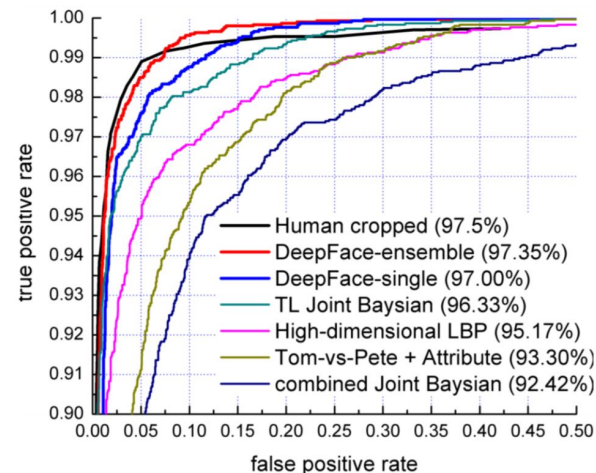 1.00
0.99
0.98
0.97
0.96
0.95
0.94
0.93
0.92
0.91
0.90
true positive rate
Human cropped (97.5%)
DeepFace-ensemble (97.35%)
DeepFace-single (97.00%)
TL Joint Baysian (96.33%)
High-dimensional LBP (95.17%)
Tom-vs-Pete + Attribute (93.30%)
combined Joint Baysian (92.42%)
0.00 0.05 0.10 0.15 0.20 0.25 0.30 0.35 0.40 0.45 0.50
false positive rate